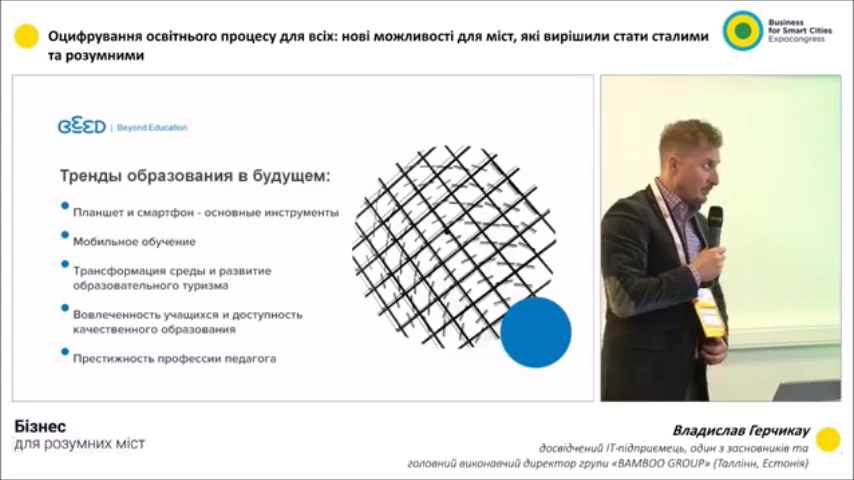 Оцифрування освітнього процесу для всіх: нові можливості для міст, які вирішили стати сталими
та розумними
Business
for Smart Cities
Expocongress
BEED | Beyond Education
Тренды образования в будущем:
Планшет и смартфон - основные инструменты
Мобильное обучение
Трансформация среды и развитие
образовательного туризма
Вовлеченность учащихся и доступность
качественного образования
Престижность профессии педагога
Бізнес
для розумних міст
Владислав Герчикау
досвідчений ІТ-підприємець, один з засновників та
головний виконавчий директор групи «BAMBOO GROUP» (Таллінн, Естонія)